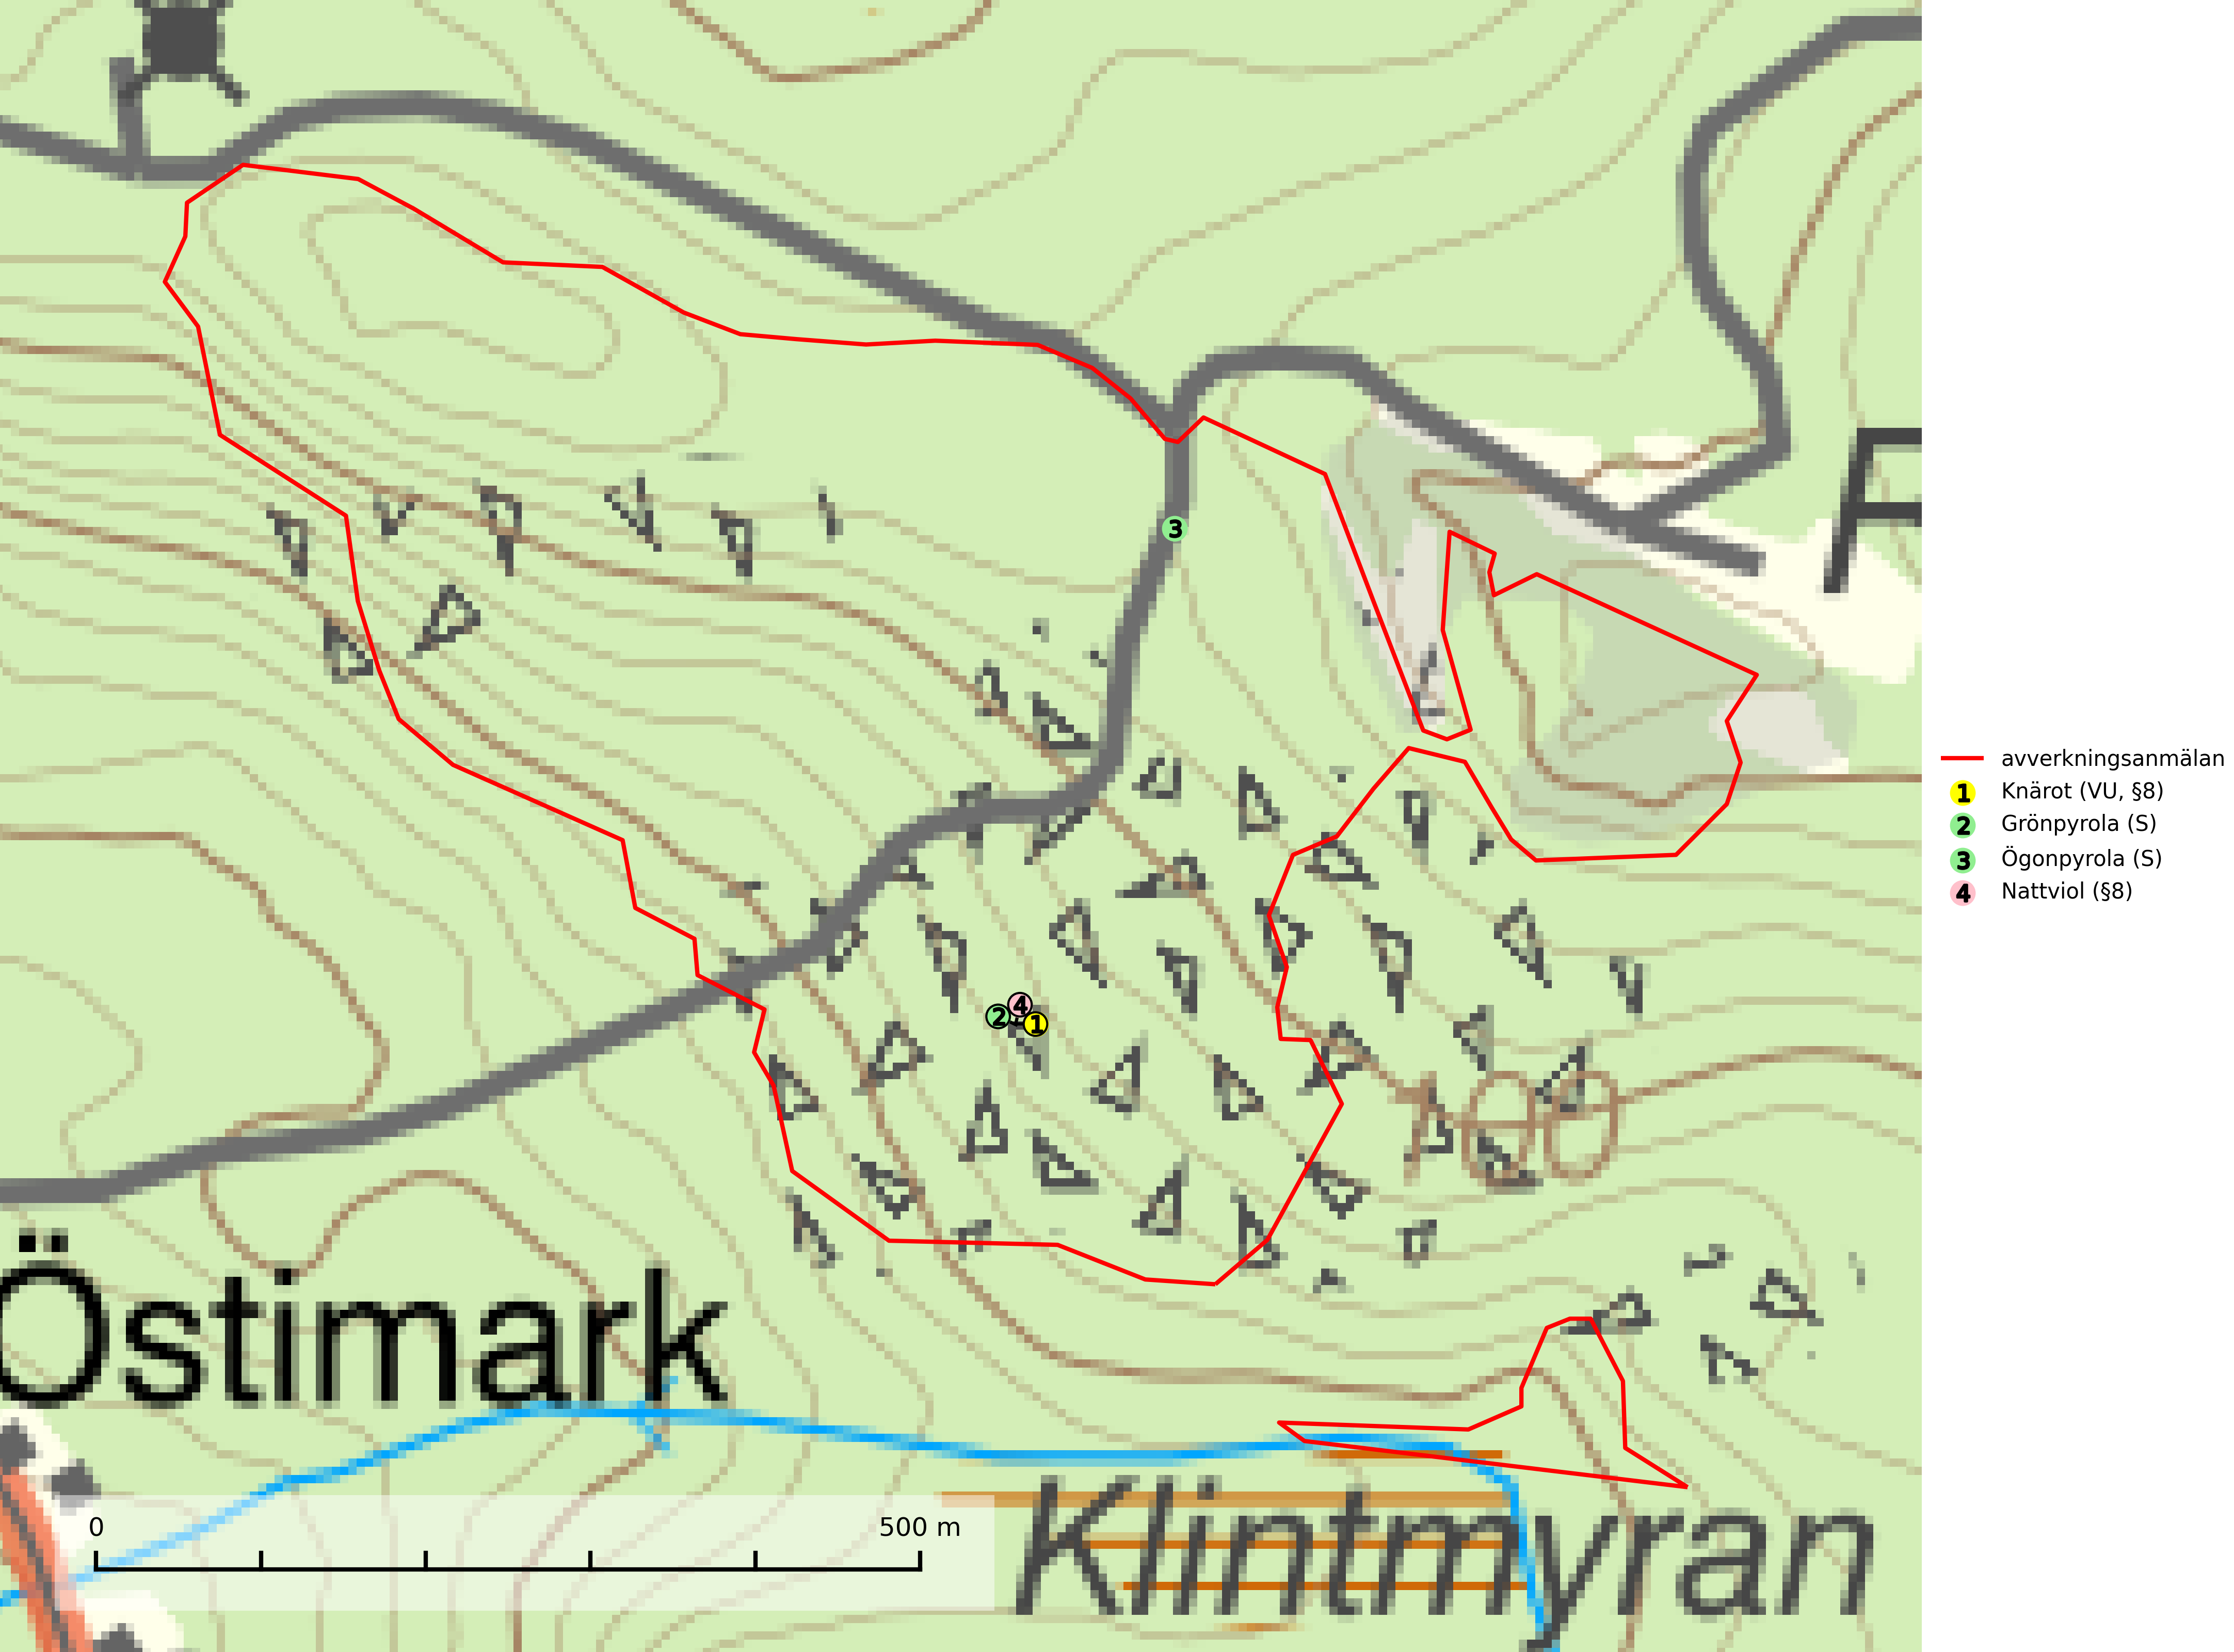 3
4
2
1
200
Östimark
Klintmyran
0
500 m
avverkningsanmälan
1 Knärot (VU, §8)
2 Grönpyrola (S)
3 Ögonpyrola (S)
4 Nattviol (§8)